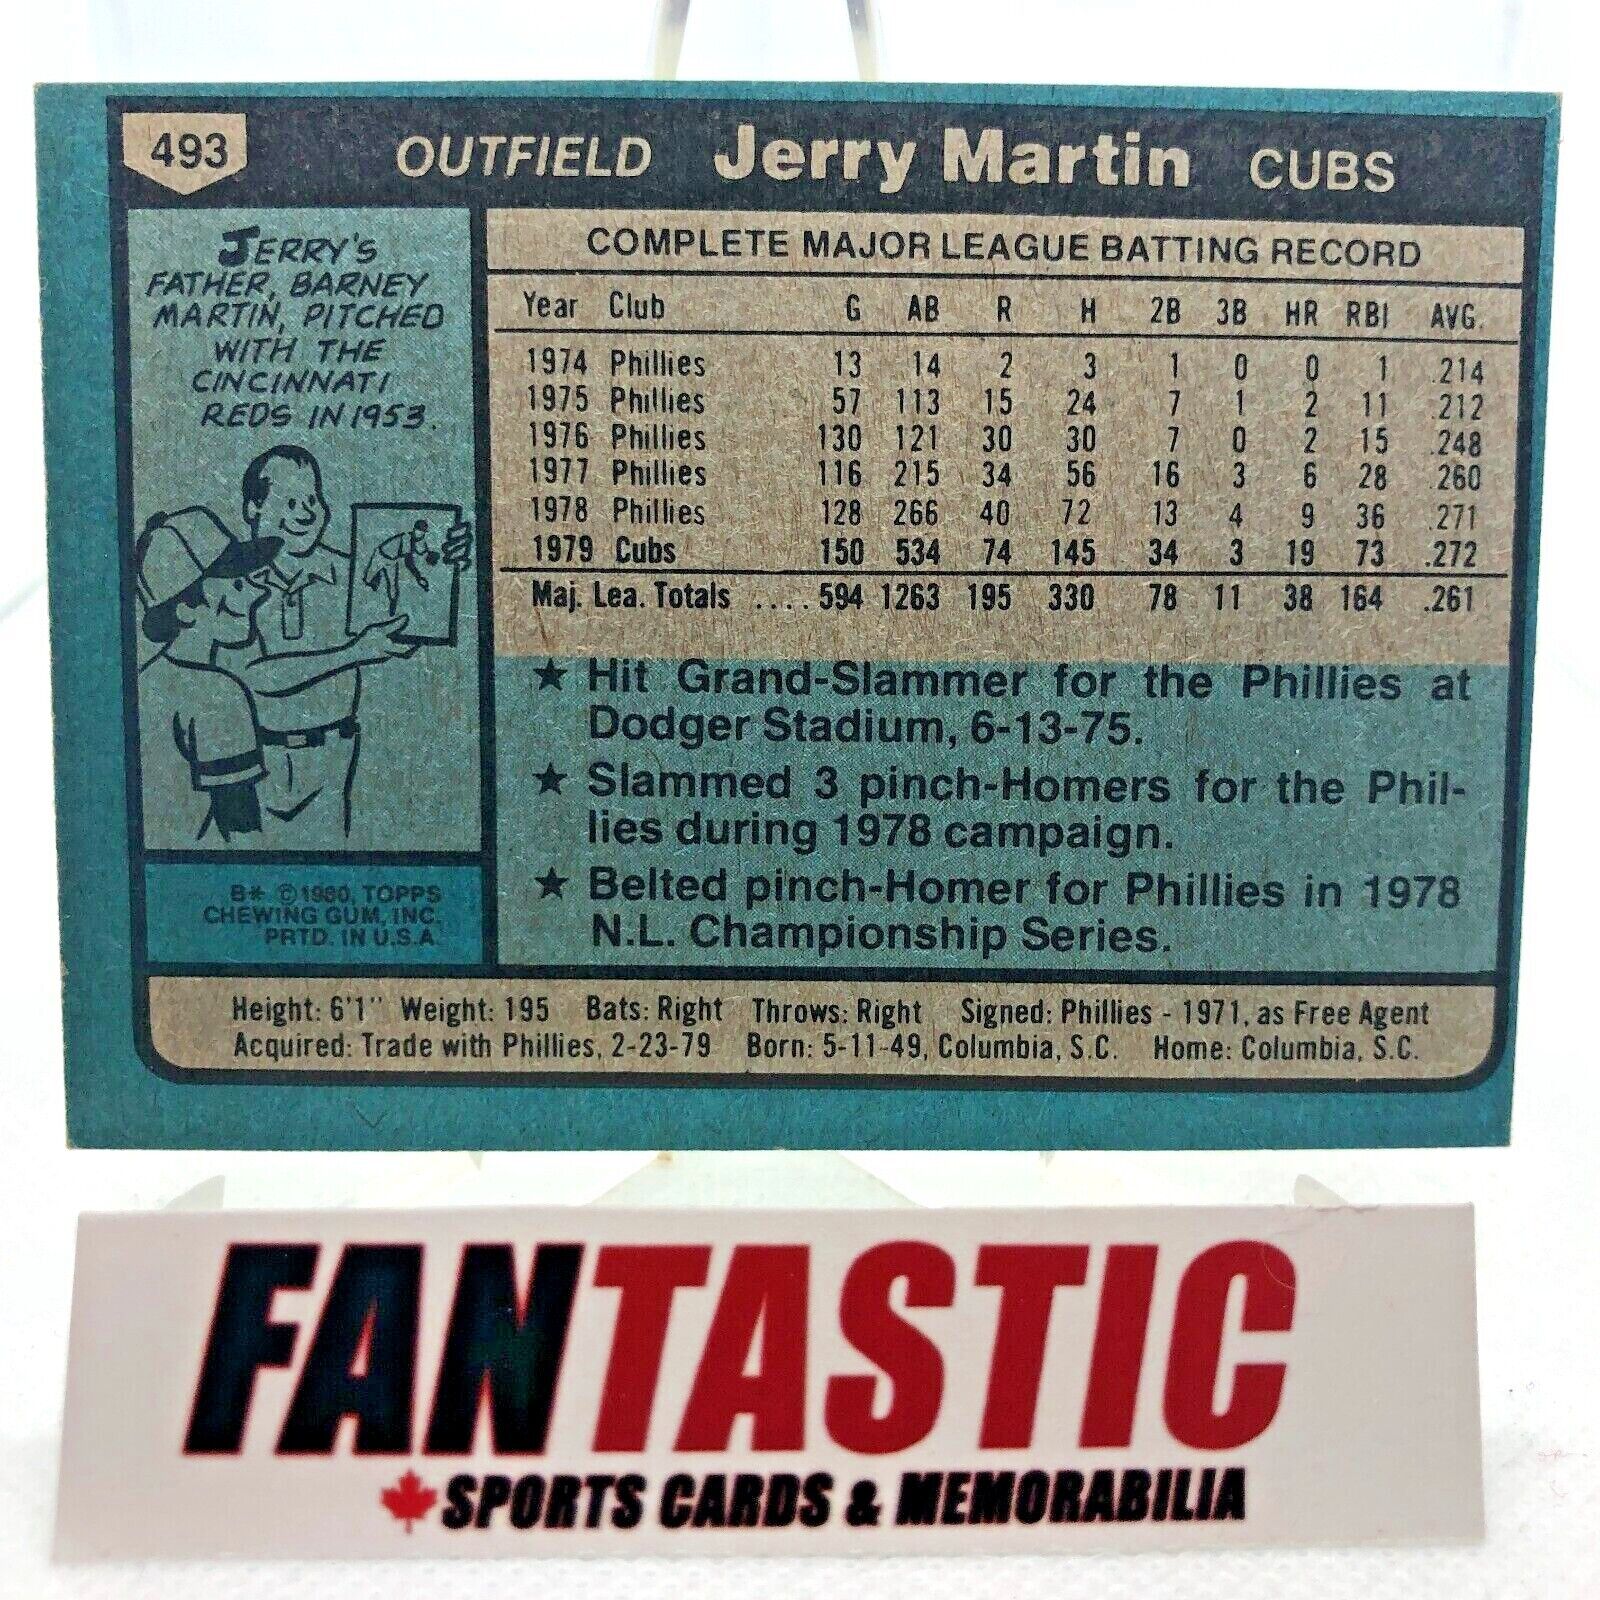 493 OUTFIELD Jerry Martin CUBS
JERRY'S
FATHER, BARNEY
MARTIN, PITCHED
WITH THE
CINCINNATI
REDS IN 1953.
B* ©1980, TOPPS
CHEWING GUM, INC.
PRTD. IN U.S.A.
COMPLETE MAJOR LEAGUE BATTING RECORD
Year Club G AB R H 2B 3B HR RBI AVG.
1974 Phillies 13 14 2 3 1 0 0 1 .214
1975 Phillies 57 113 15 24 7 1 2 11 .212
1976 Phillies 130 121 30 30 7 0 2 15 .248
1977 Phillies 116 215 34 56 16 3 6 28 .260
1978 Phillies 128 266 40 72 13 4 9 36 .271
1979 Cubs 150 534 74 145 34 3 19 73 .272
Maj. Lea. Totals .... 594 1263 195 330 78 11 38 164 .261
★ Hit Grand-Slammer for the Phillies at
Dodger Stadium, 6-13-75.
★ Slammed 3 pinch-Homers for the Phil-
lies during 1978 campaign.
★ Belted pinch-Homer for Phillies in 1978
N.L. Championship Series.
Height: 6'1" Weight: 195 Bats: Right Throws: Right Signed: Phillies - 1971, as Free Agent
Acquired: Trade with Phillies, 2-23-79 Born: 5-11-49, Columbia, S.C. Home: Columbia, S.C.
FANTASTIC
SPORTS CARDS & MEMORABILIA